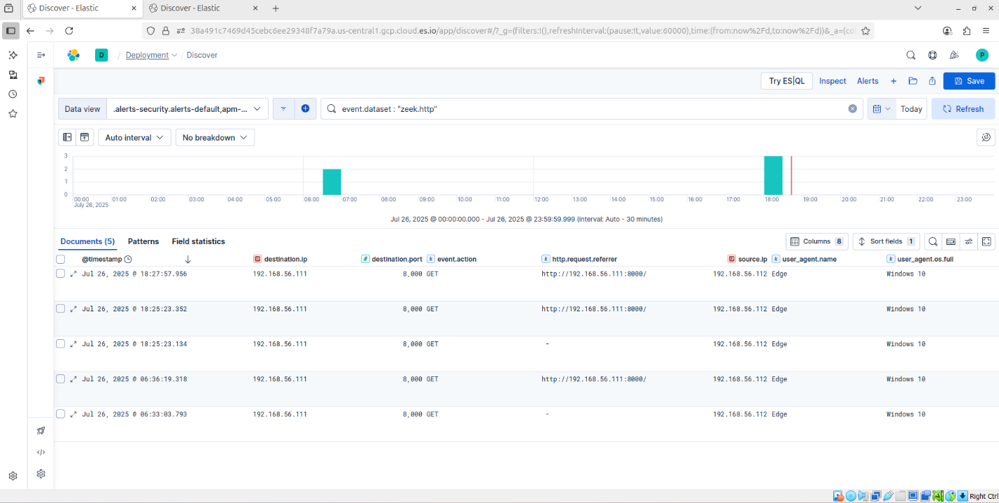 Discover - Elastic
Discover - Elastic
38a491c7469d45cebc6ee29348f7a79a.us-central1.gcp.cloud.es.io/app/discover#/?_g=(filters:!(),refreshInterval:(pause:!t,value:60000),time:(from:now%2Fd,to:now%2Fd))&_a=(co
D / Deployment / Discover P
Try ES|QL Inspect Alerts Save
Data view .alerts-security.alerts-default,apm-... event.dataset : "zeek.http" Today Refresh
Auto interval No breakdown
3
2
1
0
00:00 01:00 02:00 03:00 04:00 05:00 06:00 07:00 08:00 09:00 10:00 11:00 12:00 13:00 14:00 15:00 16:00 17:00 18:00 19:00 20:00 21:00 22:00 23:00
July 26, 2025
Jul 26, 2025 @ 00:00:00.000 - Jul 26, 2025 @ 23:59:59.999 (interval: Auto - 30 minutes)
Documents (5) Patterns Field statistics Columns 8 Sort fields 1
@timestamp destination.ip # destination.port k event.action k http.request.referrer source.ip k user_agent.name k user_agent.os.full
Jul 26, 2025 @ 18:27:57.956 192.168.56.111 8,000 GET http://192.168.56.111:8000/ 192.168.56.112 Edge Windows 10
Jul 26, 2025 @ 18:25:23.352 192.168.56.111 8,000 GET http://192.168.56.111:8000/ 192.168.56.112 Edge Windows 10
Jul 26, 2025 @ 18:25:23.134 192.168.56.111 8,000 GET - 192.168.56.112 Edge Windows 10
Jul 26, 2025 @ 06:36:19.318 192.168.56.111 8,000 GET http://192.168.56.111:8000/ 192.168.56.112 Edge Windows 10
Jul 26, 2025 @ 06:33:03.793 192.168.56.111 8,000 GET - 192.168.56.112 Edge Windows 10
Right Ctrl